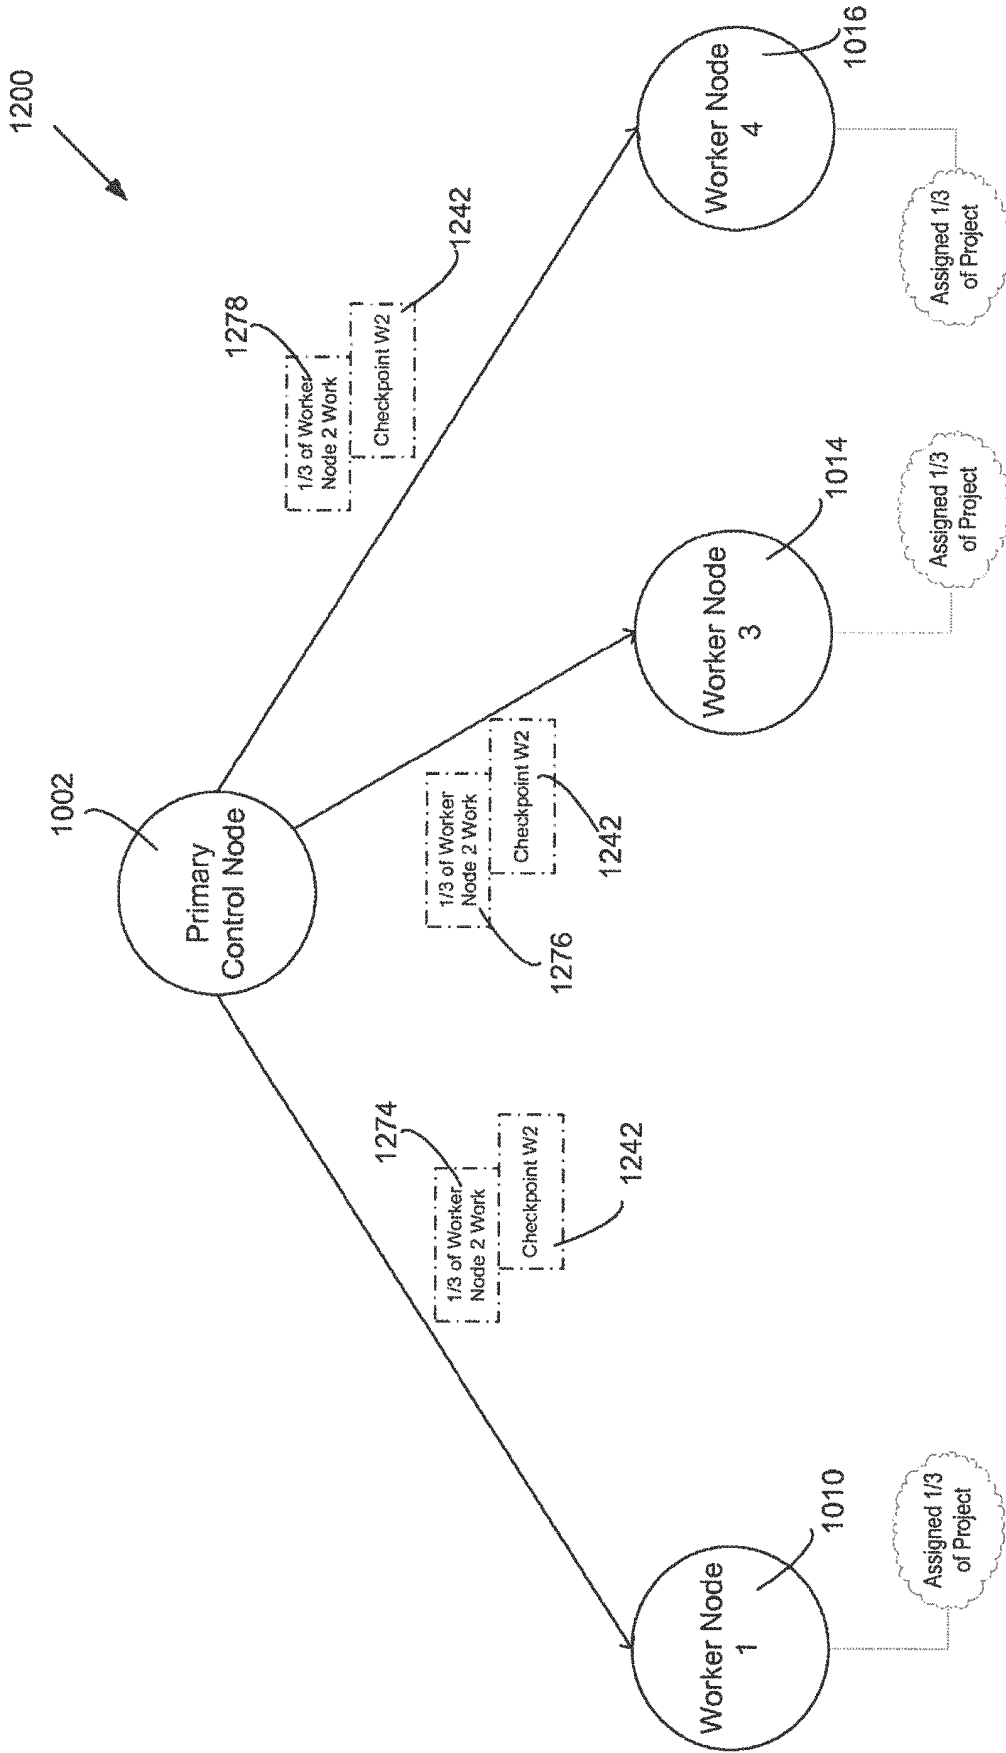 1200
1002
Primary
Control Node
1278
1/3 of Worker
Node 2 Work
Checkpoint W2
1242
1274
1/3 of Worker
Node 2 Work
Checkpoint W2
1242
1/3 of Worker
Node 2 Work
1276
Checkpoint W2
1242
Worker Node
1
1010
Worker Node
3
1014
Worker Node
4
1016
Assigned 1/3
of Project
Assigned 1/3
of Project
Assigned 1/3
of Project